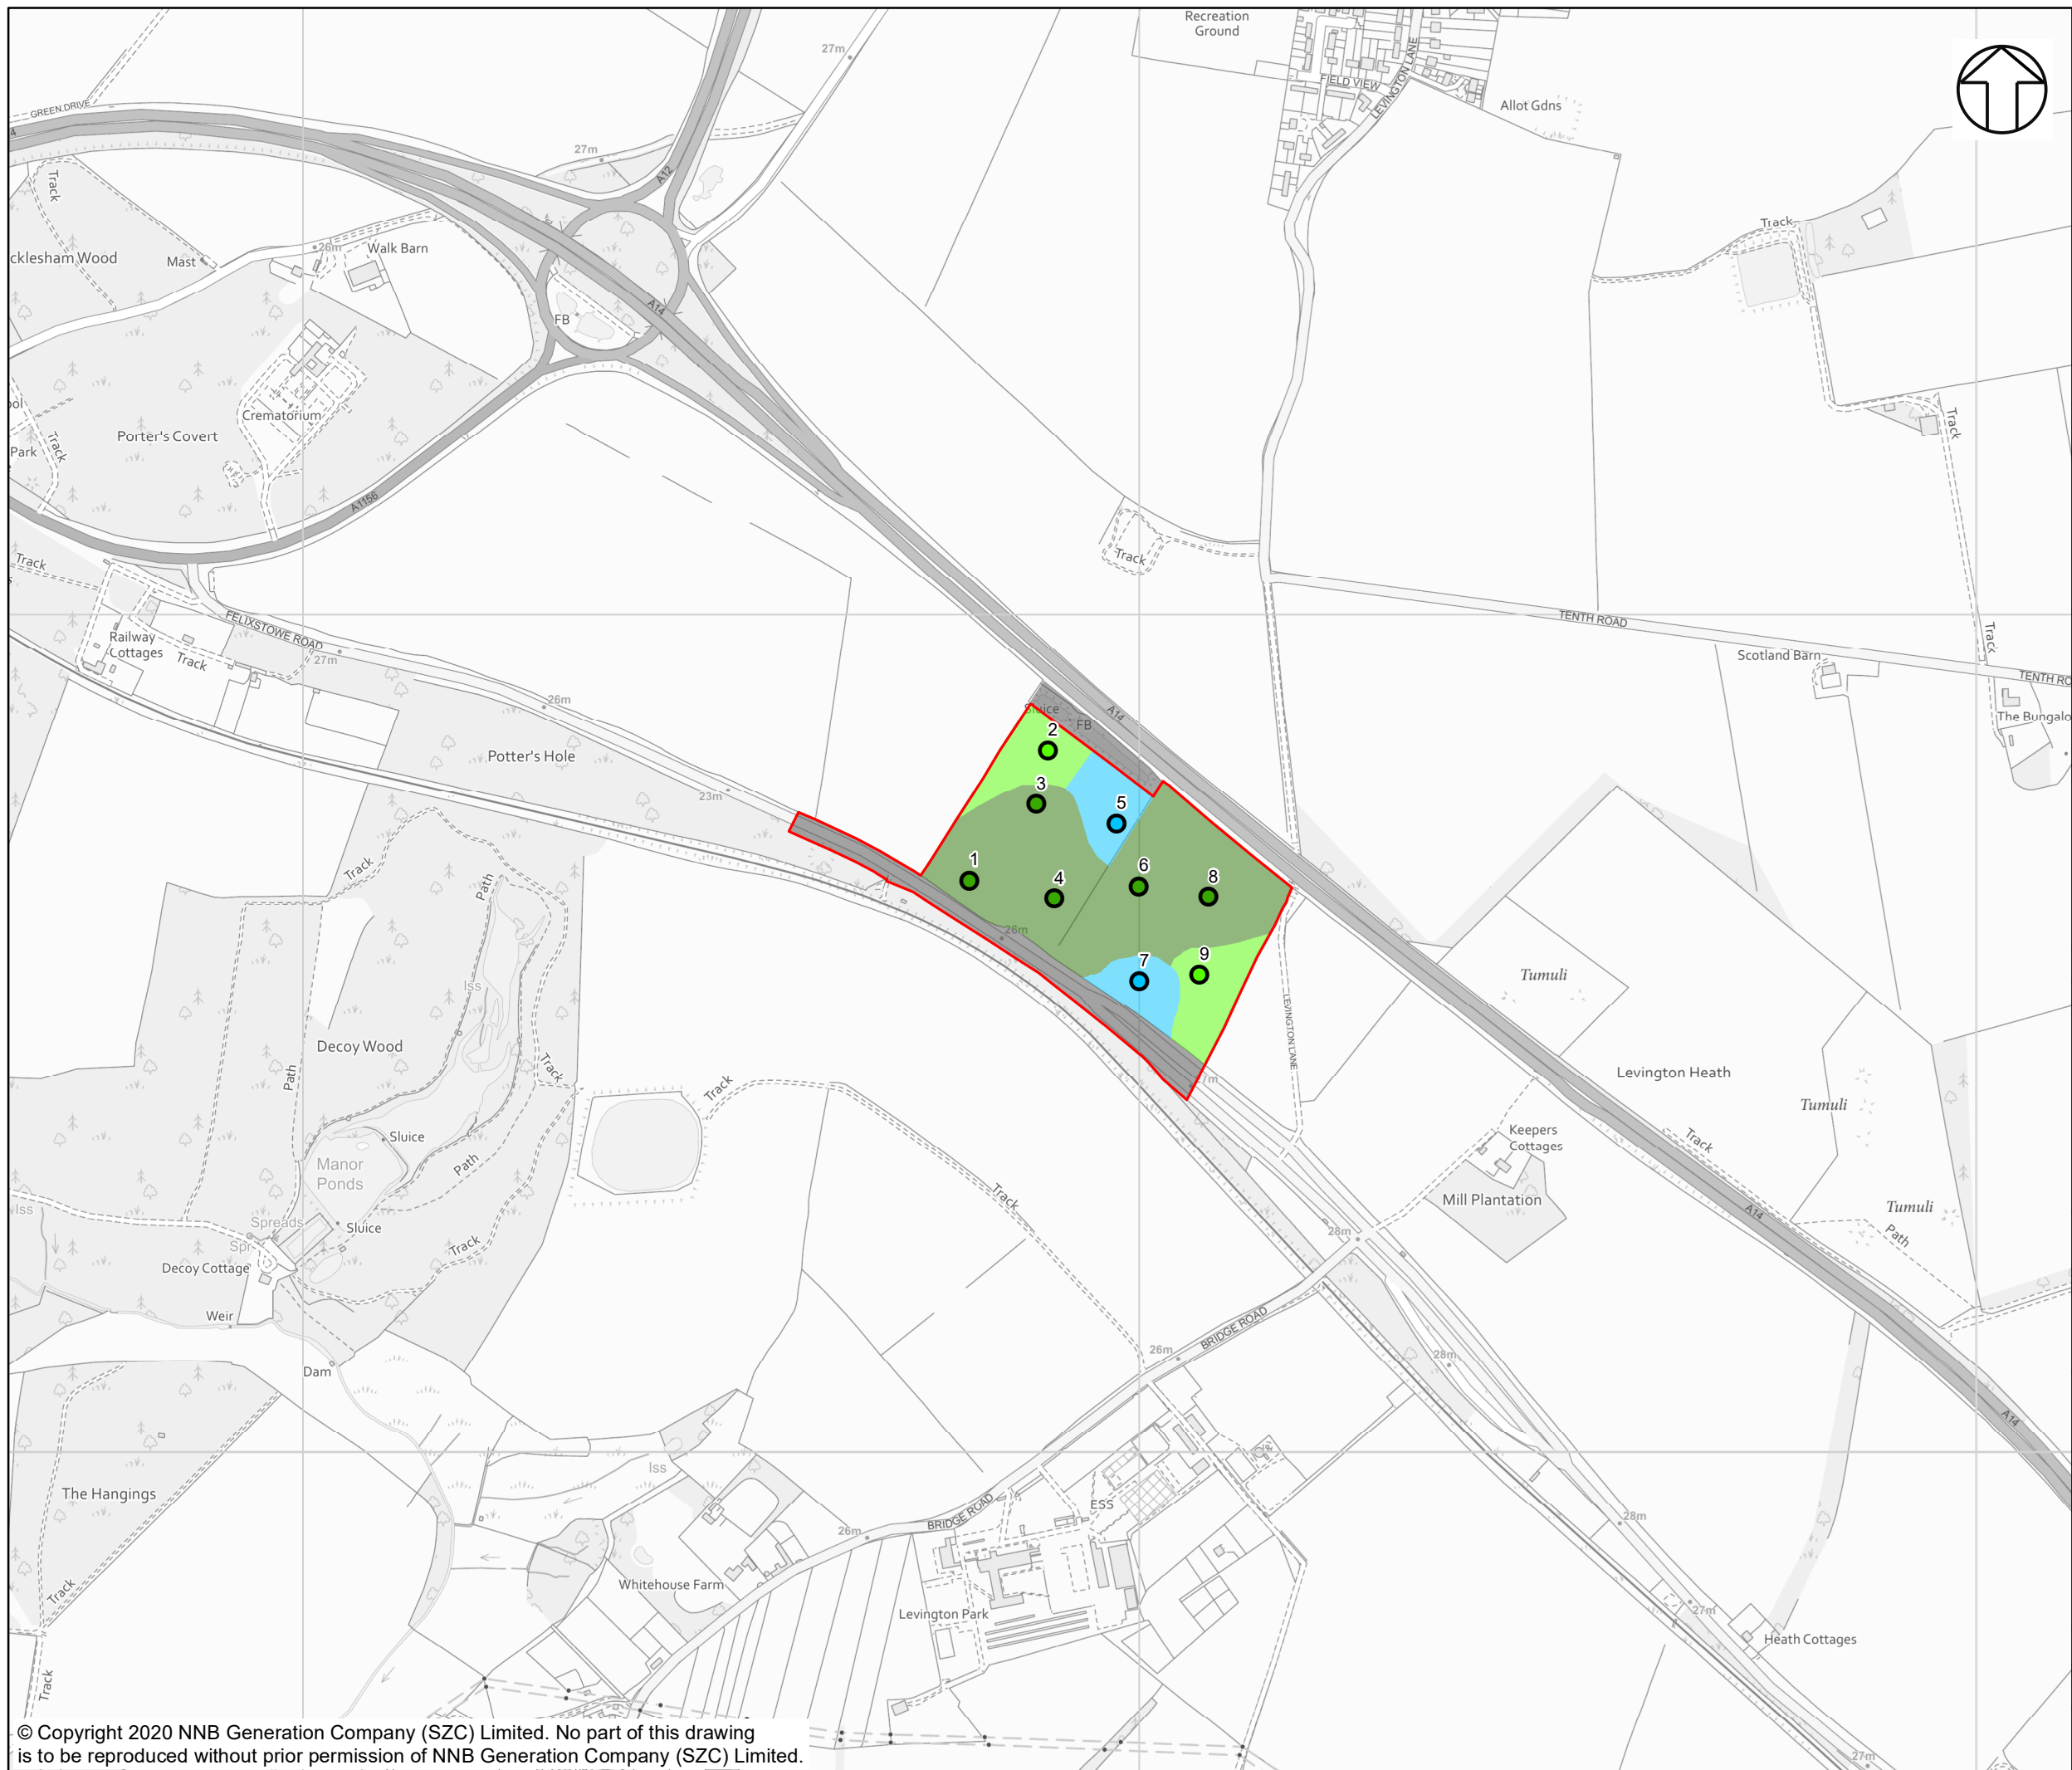 Recreation
Ground
27m
FIELD VIEW
LEVINGTON LANE
Allot Gdns
GREEN DRIVE
27m
A12
Track
26m
Walk Barn
cklesham Wood
Mast
Track
FB
A14
Crematorium
Porter's Covert
Park
Track
Track
A1156
Track
Track
FELIXSTOWE ROAD
Railway
Cottages
Track
27m
TENTH ROAD
Track
Scotland Barn
TENTH RO
The Bungalo
26m
Potter's Hole
23m
A14
Sluice
FB
2
3
5
1
4
6
8
26m
7
9
Track
Path
Iss
Tumuli
LEVINGTON LANE
Decoy Wood
Path
Track
Track
Levington Heath
Tumuli
Sluice
Manor
Ponds
Path
Keepers
Cottages
Track
Mill Plantation
Tumuli
Path
A14
Iss
Spreads
Spr
Sluice
Track
Track
28m
Decoy Cottage
Weir
BRIDGE ROAD
26m
28m
Dam
A14
The Hangings
Iss
ESS
BRIDGE ROAD
26m
28m
Track
Whitehouse Farm
Levington Park
27m
Heath Cottages
Track
27m
© Copyright 2020 NNB Generation Company (SZC) Limited. No part of this drawing
is to be reproduced without prior permission of NNB Generation Company (SZC) Limited.